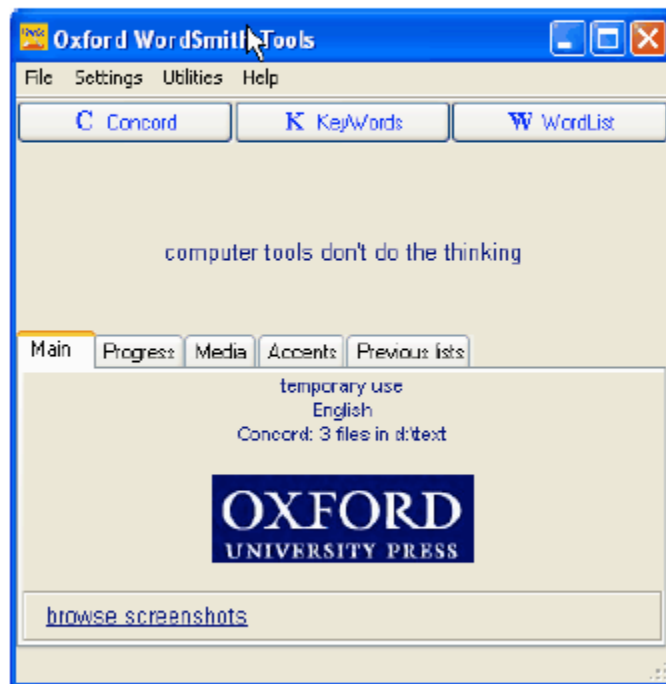 Oxford WordSmith Tools
File Settings Utilities Help
C Concord K KeyWords W WordList
computer tools don't do the thinking
Main Progress Media Accents Previous lists
temporary use
English
Concord: 3 files in d:\text
OXFORD
UNIVERSITY PRESS
browse screenshots